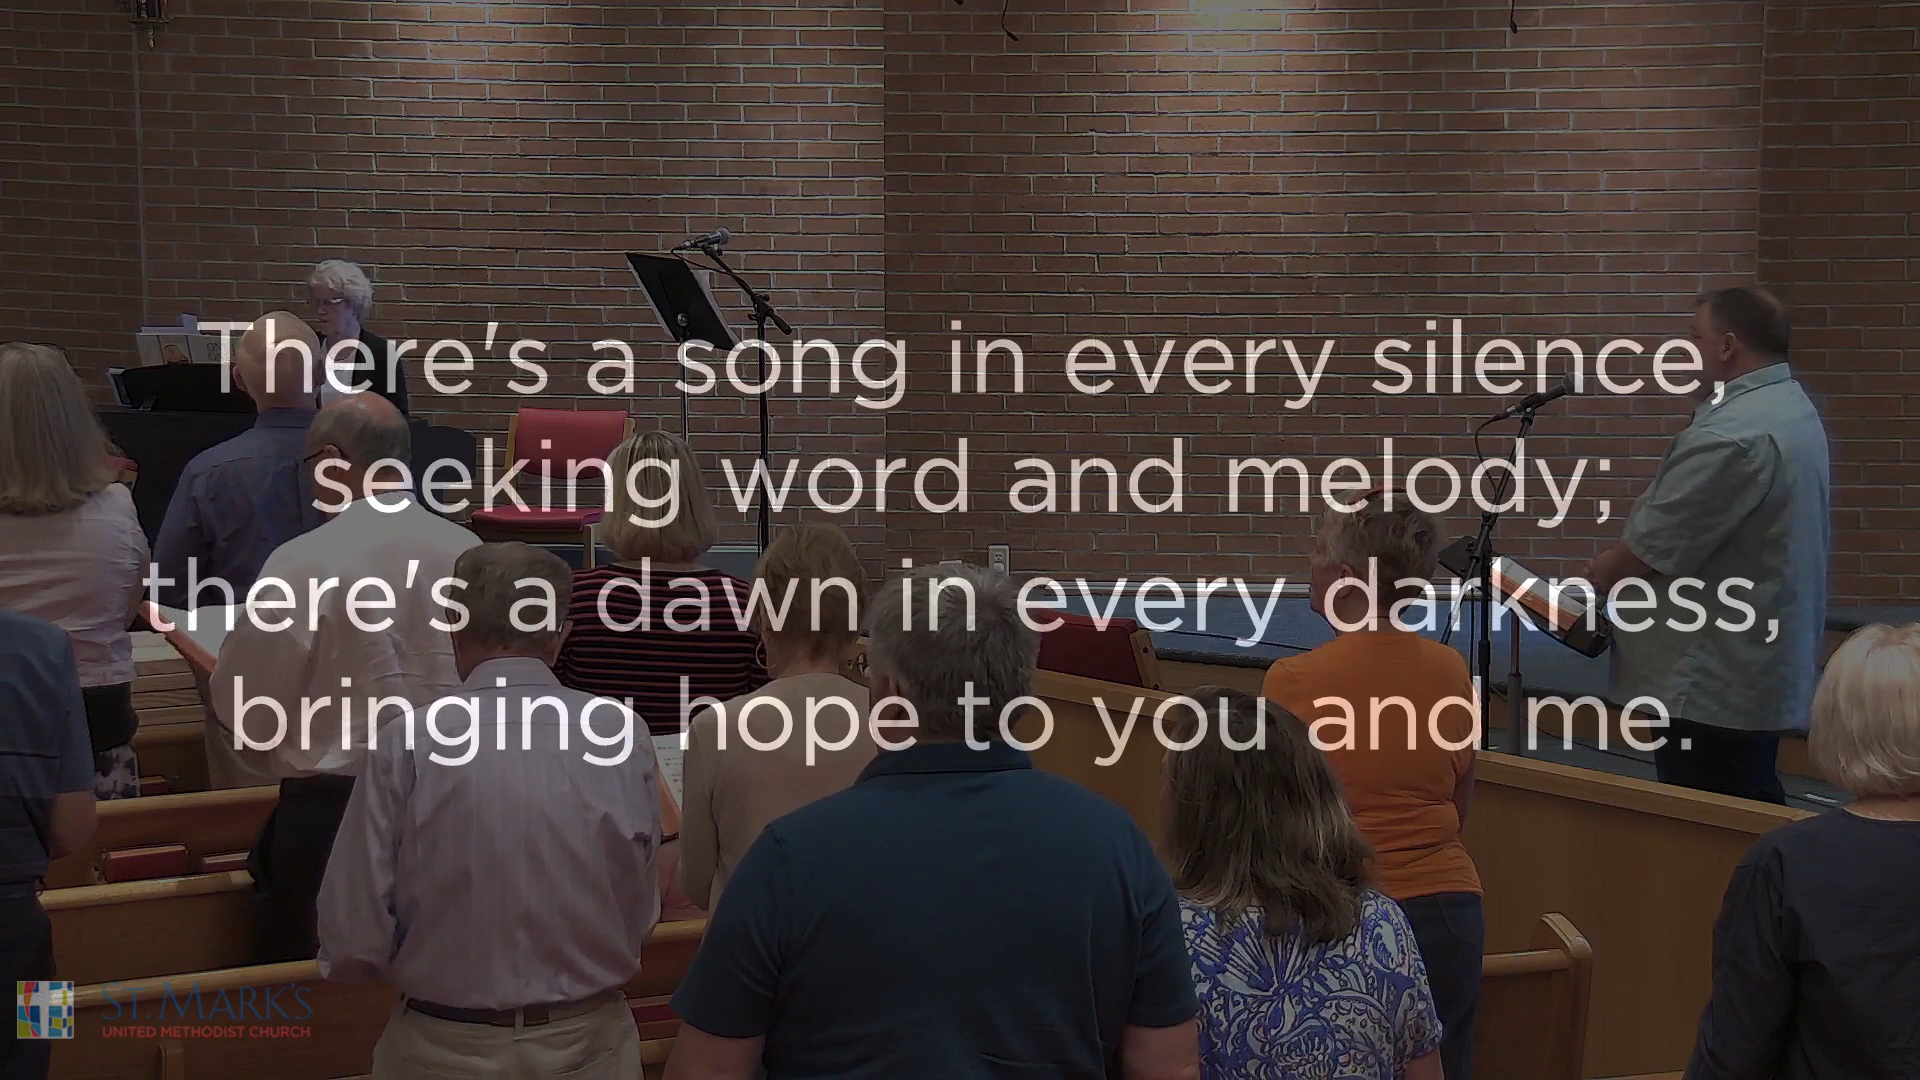 There's a song in every silence,
seeking word and melody;
there's a dawn in every darkness,
bringing hope to you and me.
ST. MARK'S
UNITED METHODIST CHURCH